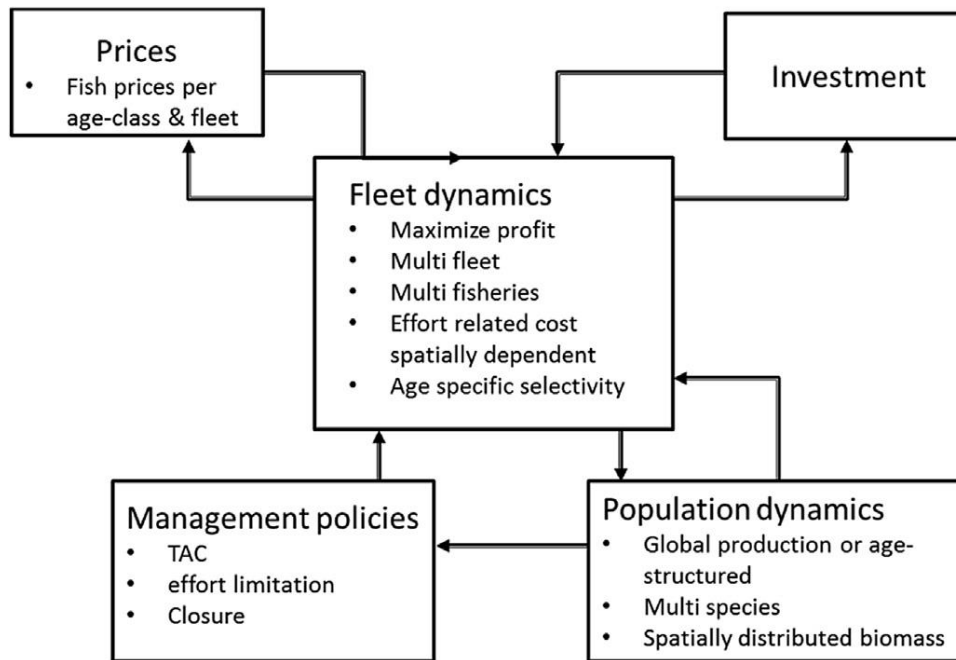 Prices
• Fish prices per
age-class & fleet
Investment
Fleet dynamics
• Maximize profit
• Multi fleet
• Multi fisheries
• Effort related cost
spatially dependent
• Age specific selectivity
Management policies
• TAC
• effort limitation
• Closure
Population dynamics
• Global production or age-
structured
• Multi species
• Spatially distributed biomass